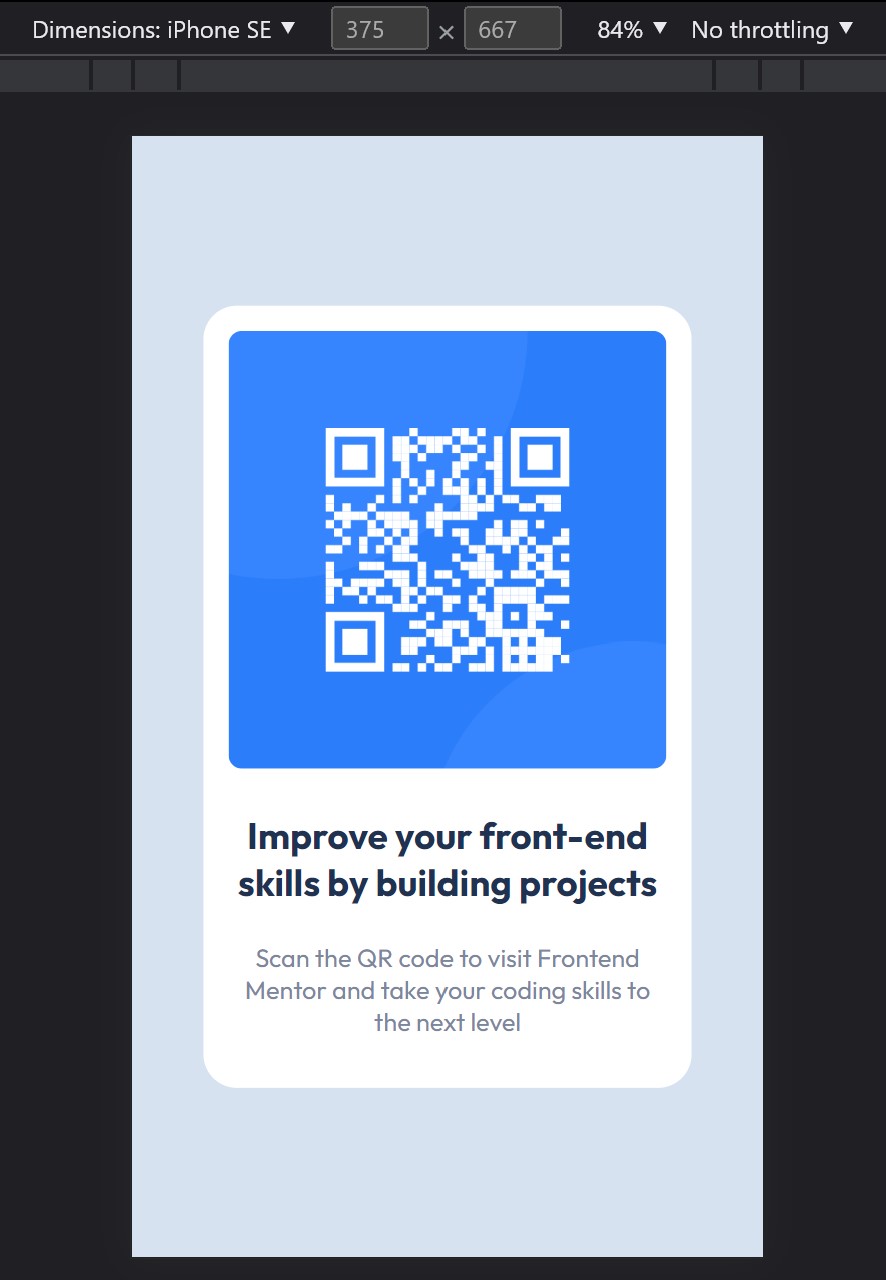 Dimensions: iPhone SE ▼ 375 × 667 84% ▼ No throttling ▼
Improve your front-end
skills by building projects
Scan the QR code to visit Frontend
Mentor and take your coding skills to
the next level